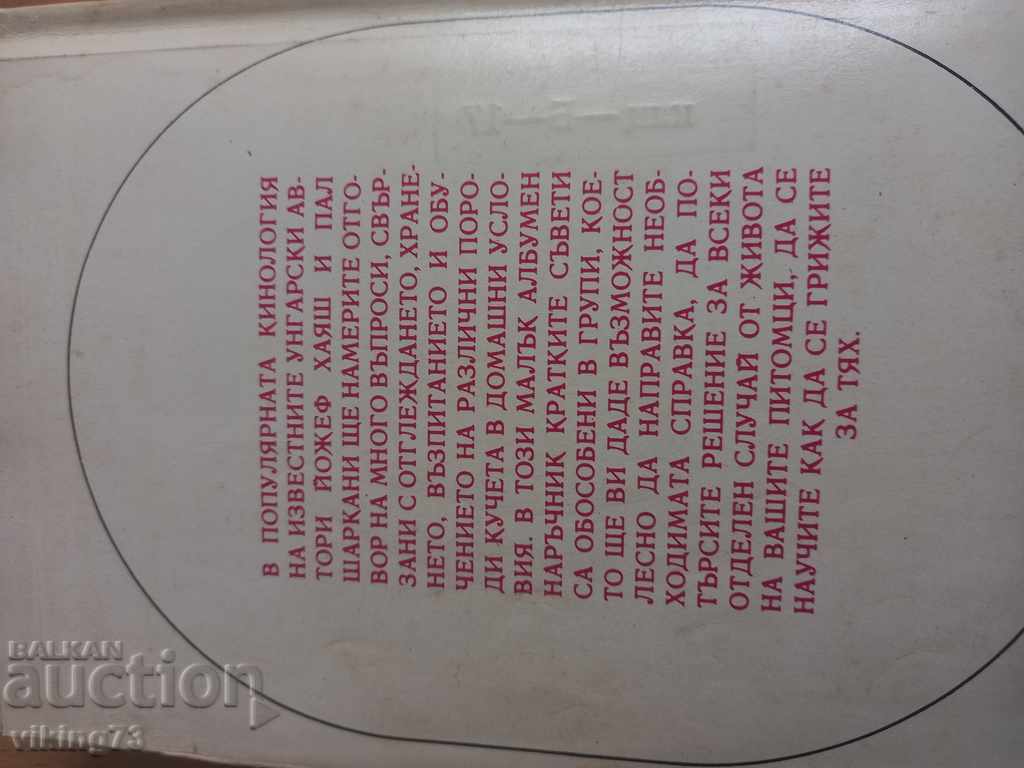 В ПОПУЛЯРНАТА КИНОЛОГИЯ
НА ИЗВЕСТНИТЕ УНГАРСКИ АВ-
ТОРИ ЙОЖЕФ ХАЯШ И ПАЛ
ШАРКАНИ ЩЕ НАМЕРИТЕ ОТГО-
ВОР НА МНОГО ВЪПРОСИ, СВЪР-
ЗАНИ С ОТГЛЕЖДАНЕТО, ХРАНЕ-
НЕТО, ВЪЗПИТАНИЕТО И ОБУ-
ЧЕНИЕТО НА РАЗЛИЧНИ ПОРО-
ДИ КУЧЕТА В ДОМАШНИ УСЛО-
ВИЯ. В ТОЗИ МАЛЪК АЛБУМЕН
НАРЪЧНИК КРАТКИТЕ СЪВЕТИ
СА ОБОСОБЕНИ В ГРУПИ, КОЕ-
ТО ЩЕ ВИ ДАДЕ ВЪЗМОЖНОСТ
ЛЕСНО ДА НАПРАВИТЕ НЕОБ-
ХОДИМАТА СПРАВКА, ДА ПО-
ТЪРСИТЕ РЕШЕНИЕ ЗА ВСЕКИ
ОТДЕЛЕН СЛУЧАЙ ОТ ЖИВОТА
НА ВАШИТЕ ПИТОМЦИ, ДА СЕ
НАУЧИТЕ КАК ДА СЕ ГРИЖИТЕ
ЗА ТЯХ.
BALKAN
auction
viking73